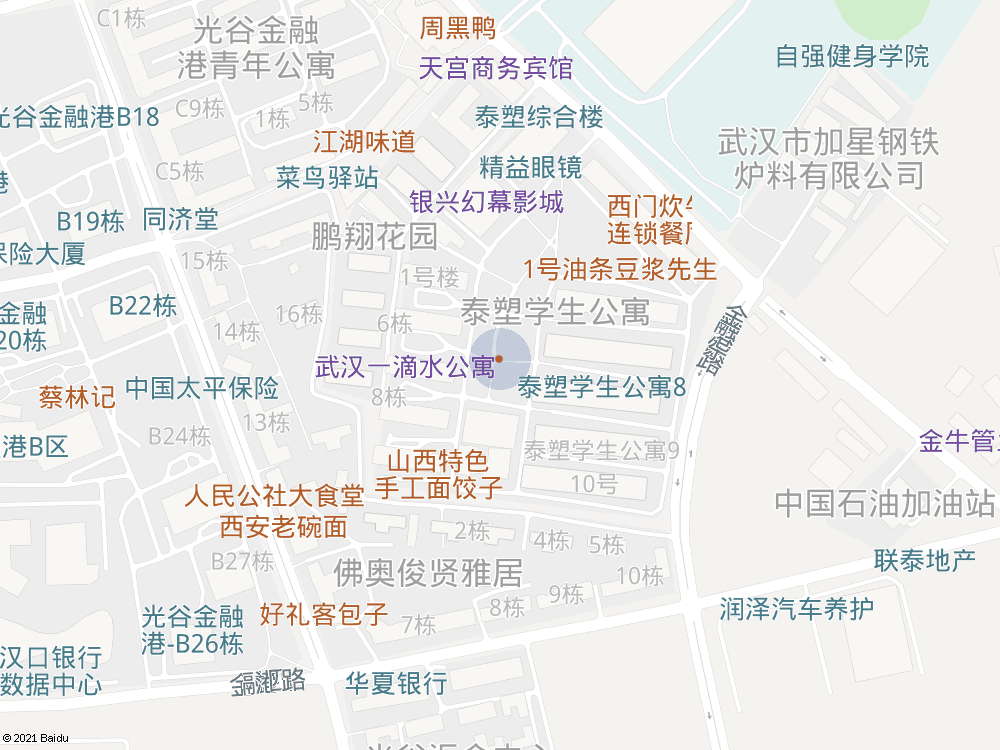 C1栋
光谷金融
港青年公寓
周黑鸭
天宫商务宾馆
自强健身学院
C9栋
5栋
1栋
光谷金融港B18
泰塑综合楼
江湖味道
武汉市加星钢铁
炉料有限公司
C5栋
菜鸟驿站
精益眼镜
港
银兴幻幕影城
西门炊牛
连锁餐厅
B19栋
同济堂
鹏翔花园
保险大厦
15栋
1号楼
1号油条豆浆先生
B22栋
16栋
泰塑学生公寓
金融
20栋
14栋
6栋
金融港路
武汉一滴水公寓
中国太平保险
泰塑学生公寓8
蔡林记
8栋
13栋
B24栋
港B区
泰塑学生公寓9
金牛管业
山西特色
手工面饺子
10号
人民公社大食堂
中国石油加油站
西安老碗面
2栋
4栋
5栋
B27栋
佛奥俊贤雅居
联泰地产
10栋
9栋
8栋
光谷金融
港-B26栋
好礼客包子
7栋
润泽汽车养护
汉口银行
数据中心
华夏银行
光谷汇金中心
© 2021 Baidu